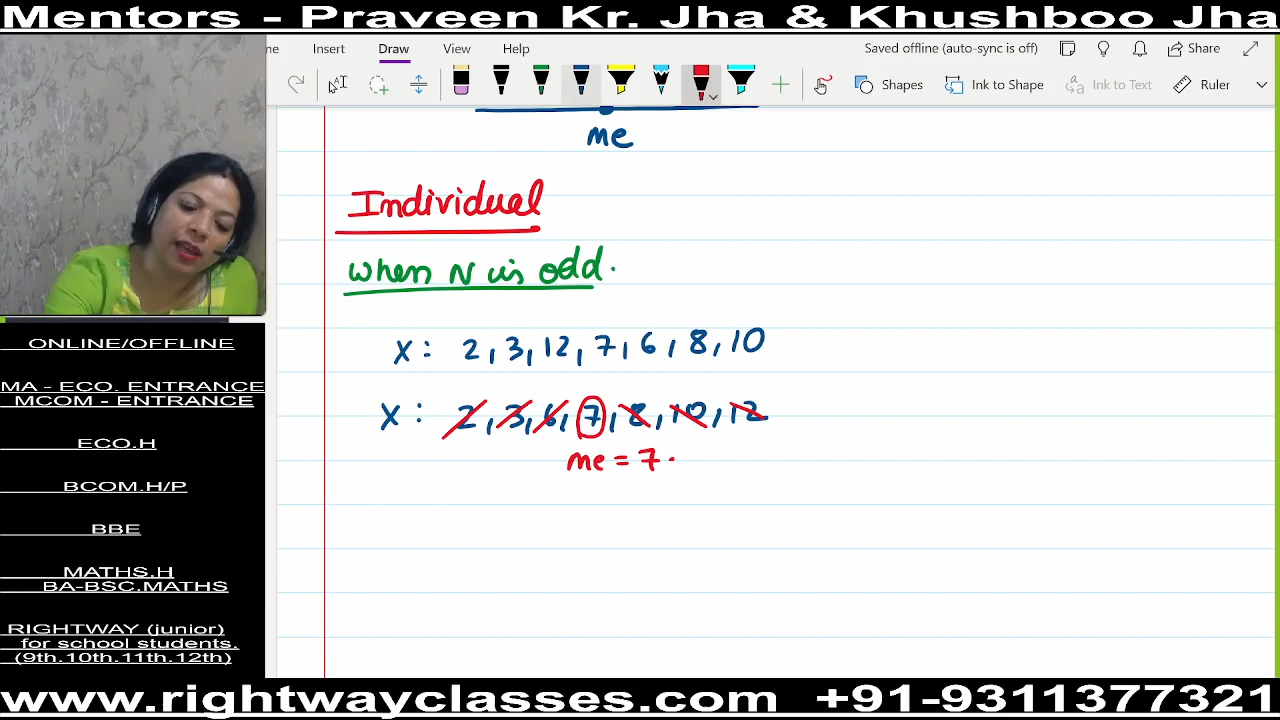 Mentors - Praveen Kr. Jha & Khushboo Jha
me Insert Draw View Help Saved offline (auto-sync is off) Share
Shapes Ink to Shape Ink to Text Ruler
me
Individual
when N is odd.
X : 2, 3, 12, 7, 6, 8, 10
X : 2, 3, 6, 7, 8, 10, 12
me = 7.
ONLINE/OFFLINE
MA - ECO. ENTRANCE
MCOM - ENTRANCE
ECO.H
BCOM.H/P
BBE
MATHS.H
BA-BSC.MATHS
RIGHTWAY (junior)
for school students.
(9th.10th.11th.12th)
www.rightwayclasses.com +91-9311377321